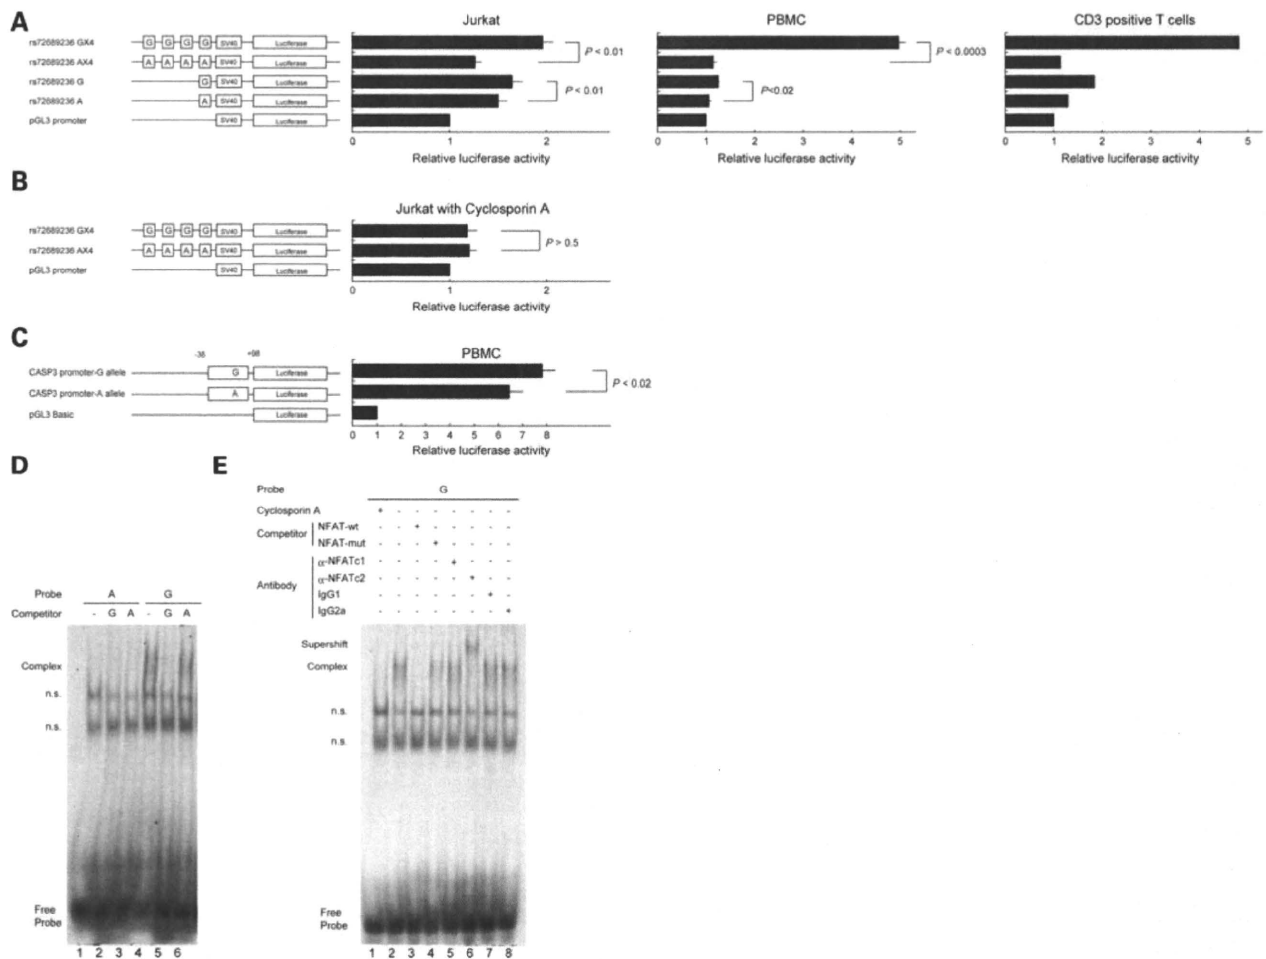 A
Jurkat
PBMC
CD3 positive T cells
rs72689236 GX4
G G G G SV40 Luciferase
P < 0.01
P < 0.0003
rs72689236 AX4
A A A A SV40 Luciferase
rs72689236 G
G SV40 Luciferase
P < 0.01
P<0.02
rs72689236 A
A SV40 Luciferase
pGL3 promoter
SV40 Luciferase
0 1 2
0 1 2 3 4 5
0 1 2 3 4 5
Relative luciferase activity
Relative luciferase activity
Relative luciferase activity
B
Jurkat with Cyclosporin A
rs72689236 GX4
G G G G SV40 Luciferase
P > 0.5
rs72689236 AX4
A A A A SV40 Luciferase
pGL3 promoter
SV40 Luciferase
0 1 2
Relative luciferase activity
C
PBMC
-38 +98
CASP3 promoter-G allele
G Luciferase
P < 0.02
CASP3 promoter-A allele
A Luciferase
pGL3 Basic
Luciferase
0 1 2 3 4 5 6 7 8
Relative luciferase activity
D
Probe A G
Competitor - G A - G A
Complex
n.s.
n.s.
Free
Probe
1 2 3 4 5 6
E
Probe G
Cyclosporin A + - - - - - - -
Competitor
NFAT-wt - - + - - - - -
NFAT-mut - - - + - - - -
Antibody
α-NFATc1 - - - - + - - -
α-NFATc2 - - - - - + - -
IgG1 - - - - - - + -
IgG2a - - - - - - - +
Supershift
Complex
n.s.
n.s.
Free
Probe
1 2 3 4 5 6 7 8